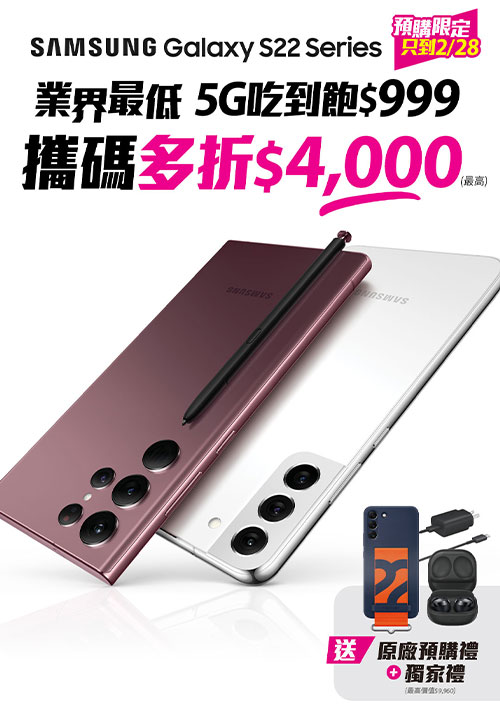 預購限定
只到2/28
SAMSUNG Galaxy S22 Series
業界最低 5G吃到飽$999
攜碼多折$4,000(最高)
SAMSUNG
SAMSUNG
22
送 原廠預購禮
+獨家禮
(最高價值$9,960)